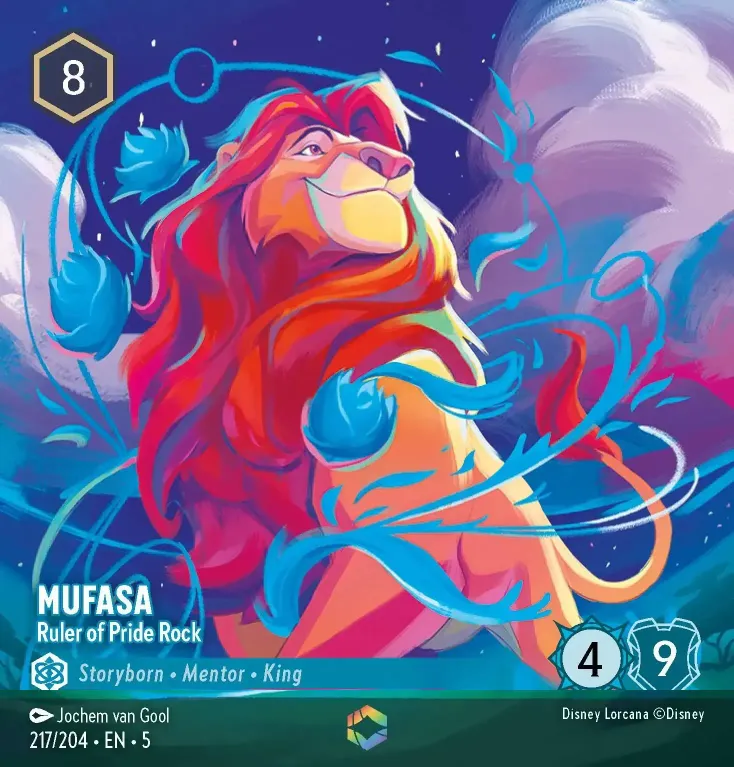 8
MUFASA
Ruler of Pride Rock
Storyborn • Mentor • King
4
9
Jochem van Gool
Disney Lorcana ©Disney
217/204 • EN • 5